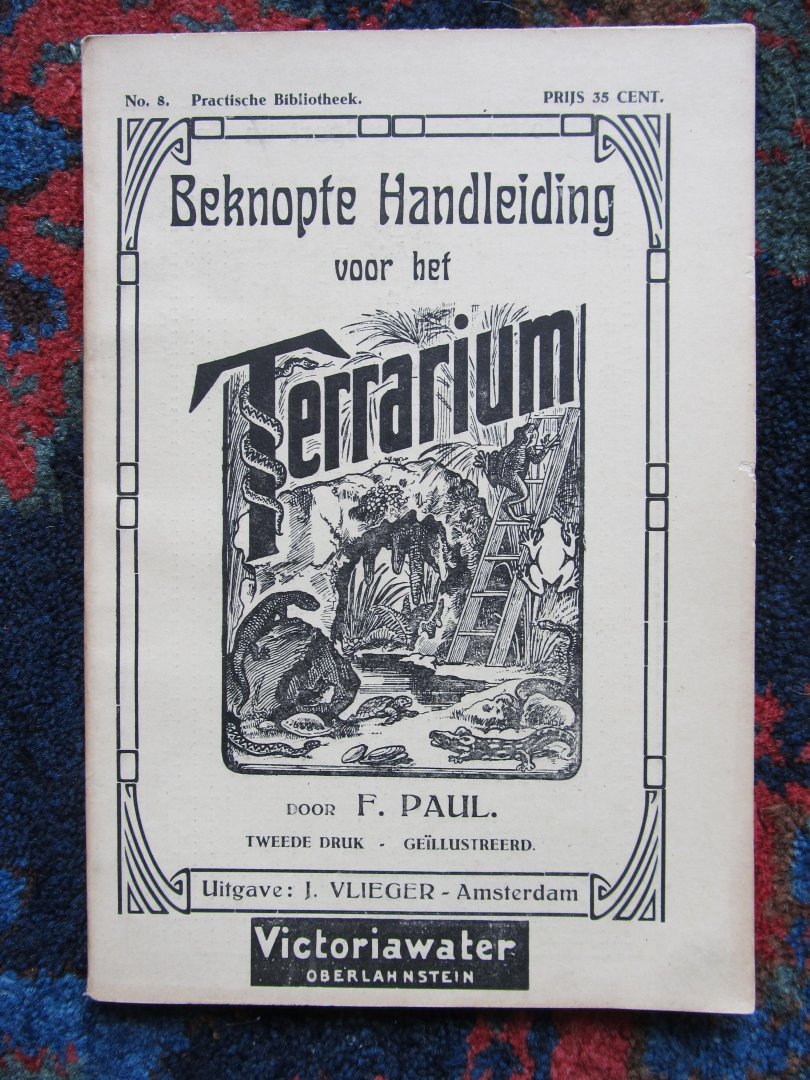 No. 8. Practische Bibliotheek. PRIJS 35 CENT.
Beknopte Handleiding
voor het
Terrarium
DOOR F. PAUL.
TWEEDE DRUK - GEÏLLUSTREERD.
Uitgave: J. VLIEGER - Amsterdam
Victoriawater
OBERLAHNSTEIN